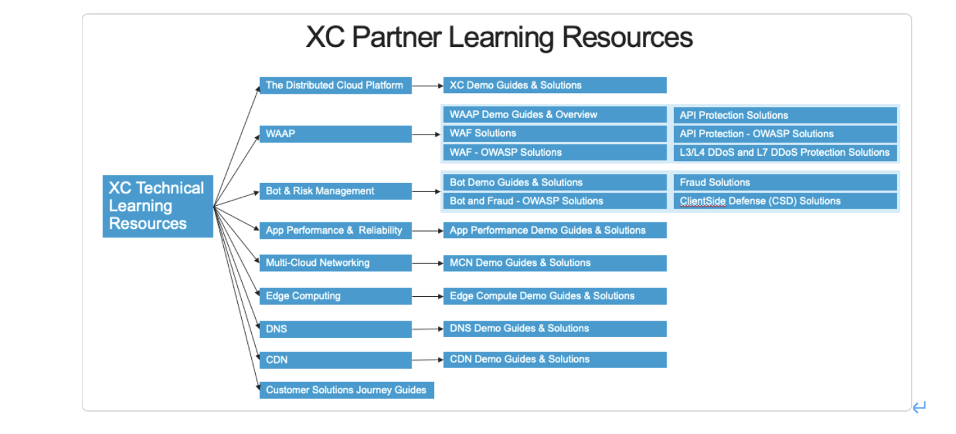 XC Partner Learning Resources
XC Technical
Learning
Resources
The Distributed Cloud Platform
XC Demo Guides & Solutions
WAAP
WAAP Demo Guides & Overview
API Protection Solutions
WAF Solutions
API Protection - OWASP Solutions
WAF - OWASP Solutions
L3/L4 DDoS and L7 DDoS Protection Solutions
Bot & Risk Management
Bot Demo Guides & Solutions
Fraud Solutions
Bot and Fraud - OWASP Solutions
ClientSide Defense (CSD) Solutions
App Performance & Reliability
App Performance Demo Guides & Solutions
Multi-Cloud Networking
MCN Demo Guides & Solutions
Edge Computing
Edge Compute Demo Guides & Solutions
DNS
DNS Demo Guides & Solutions
CDN
CDN Demo Guides & Solutions
Customer Solutions Journey Guides